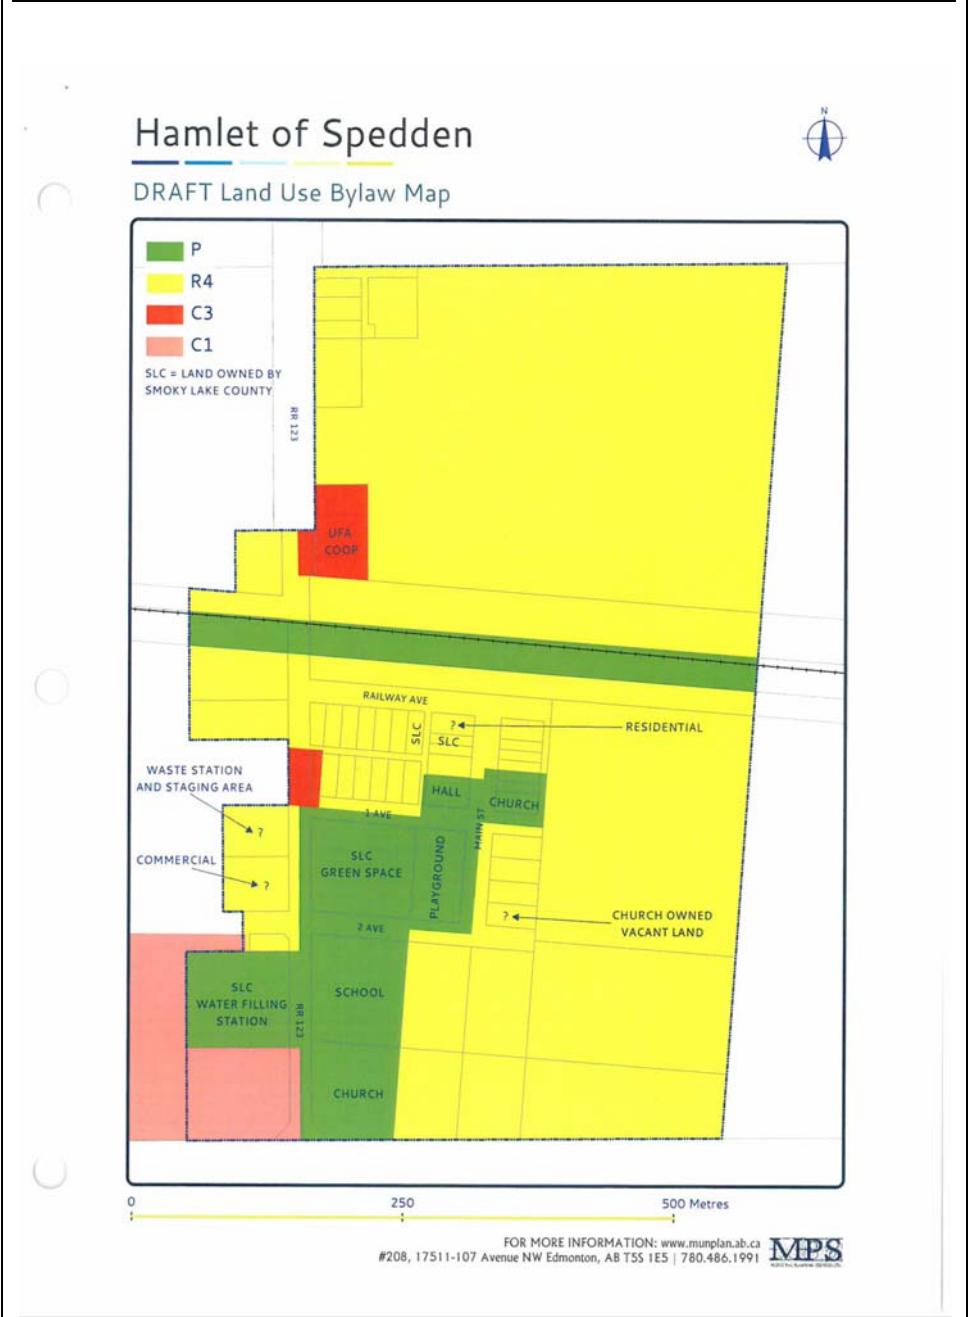 N
Hamlet of Spedden
DRAFT Land Use Bylaw Map
P
R4
C3
C1
SLC = LAND OWNED BY
SMOKY LAKE COUNTY
RR 123
UFA
COOP
RAILWAY AVE
SLC
?
SLC
RESIDENTIAL
WASTE STATION
AND STAGING AREA
?
HALL
CHURCH
1 AVE
MAIN ST
COMMERCIAL
?
SLC
GREEN SPACE
PLAYGROUND
?
CHURCH OWNED
VACANT LAND
2 AVE
SLC
WATER FILLING
STATION
RR 123
SCHOOL
CHURCH
0
250
500 Metres
FOR MORE INFORMATION: www.munplan.ab.ca
#208, 17511-107 Avenue NW Edmonton, AB T5S 1E5 | 780.486.1991
MPS